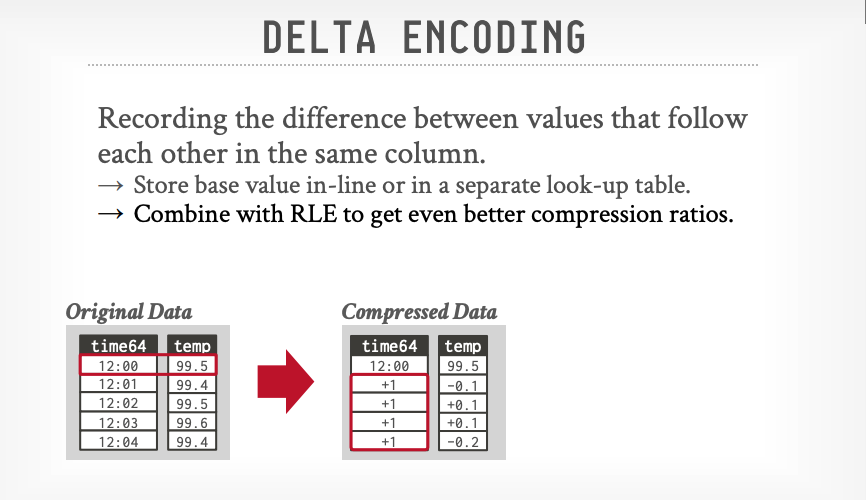 DELTA ENCODING
Recording the difference between values that follow
each other in the same column.
→ Store base value in-line or in a separate look-up table.
→ Combine with RLE to get even better compression ratios.
Original Data
time64 temp
12:00 99.5
12:01 99.4
12:02 99.5
12:03 99.6
12:04 99.4
Compressed Data
time64 temp
12:00 99.5
+1 -0.1
+1 +0.1
+1 +0.1
+1 -0.2